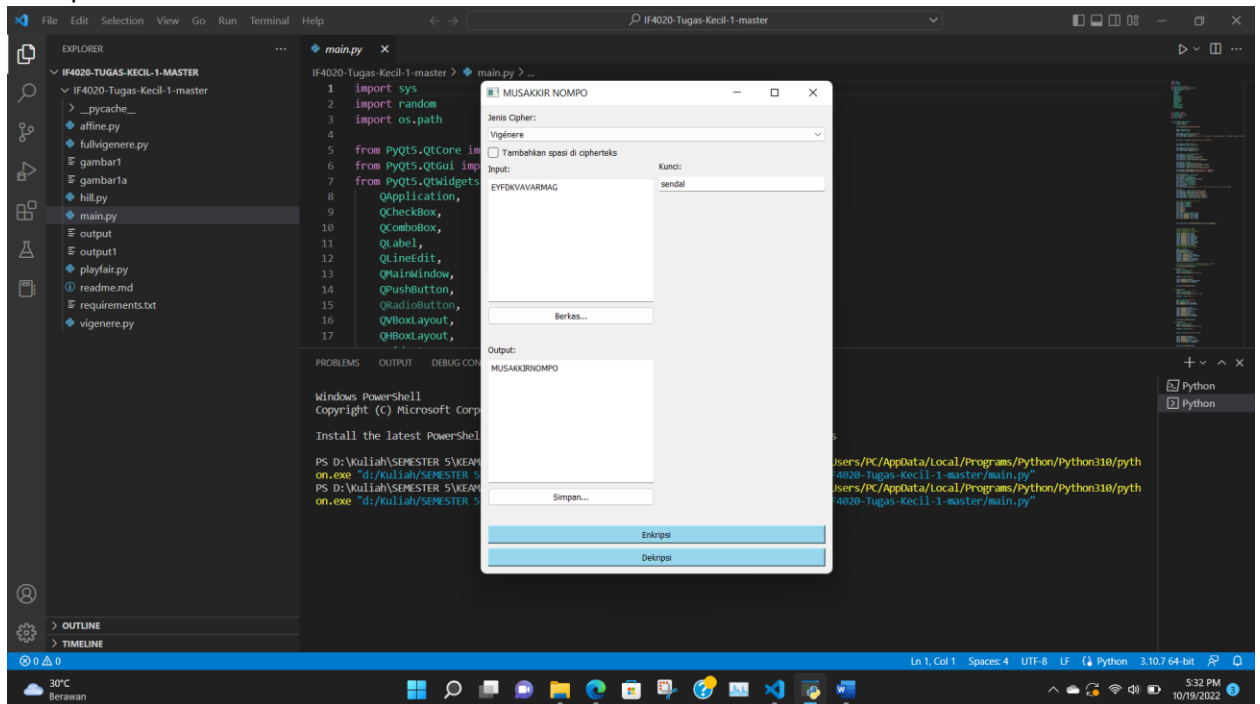 File Edit Selection View Go Run Terminal Help
IF4020-Tugas-Kecil-1-master
EXPLORER
IF4020-TUGAS-KECIL-1-MASTER
IF4020-Tugas-Kecil-1-master
__pycache__
affine.py
fullvigenere.py
gambar1
gambar1a
hill.py
main.py
output
output1
playfair.py
readme.md
requirements.txt
vigenere.py
OUTLINE
TIMELINE
main.py
IF4020-Tugas-Kecil-1-master > main.py > ...
1 import sys
2 import random
3 import os.path
4
5 from PyQt5.QtCore im
6 from PyQt5.QtGui imp
7 from PyQt5.QtWidgets
8 QApplication,
9 QCheckBox,
10 QComboBox,
11 QLabel,
12 QLineEdit,
13 QMainWindow,
14 QPushButton,
15 QRadioButton,
16 QVBoxLayout,
17 QHBoxLayout,
MUSAKKIR NOMPO
Jenis Cipher:
Vigénere
Tambahkan spasi di cipherteks
Input:
Kunci:
EYFDKVAVARMAG
sendal
Berkas...
Output:
MUSAKKIRNOMPO
Simpan...
Enkripsi
Dekripsi
PROBLEMS OUTPUT DEBUG CON
Python
Python
Windows PowerShell
Copyright (C) Microsoft Corp
Install the latest PowerShel s
PS D:\Kuliah\SEMESTER 5\KEAM Jsers/PC/AppData/Local/Programs/Python/Python310/pyth
on.exe "d:/Kuliah/SEMESTER 5 4020-Tugas-Kecil-1-master/main.py"
PS D:\Kuliah\SEMESTER 5\KEAM Jsers/PC/AppData/Local/Programs/Python/Python310/pyth
on.exe "d:/Kuliah/SEMESTER 5 4020-Tugas-Kecil-1-master/main.py"
0 0
Ln 1, Col 1 Spaces: 4 UTF-8 LF Python 3.10.7 64-bit
30°C
Berawan
5:32 PM
10/19/2022
3